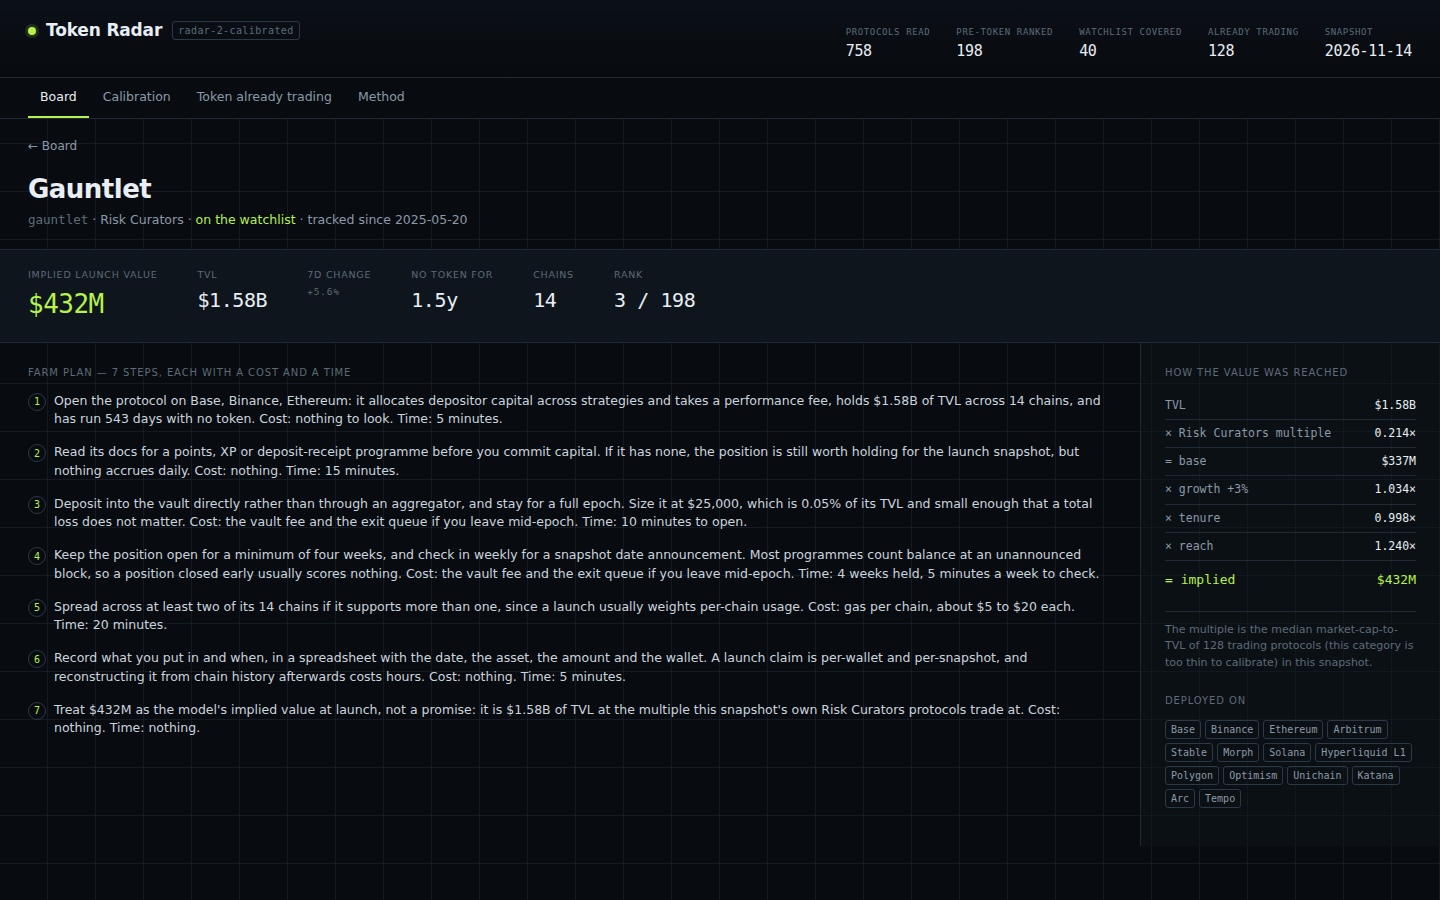 Token Radar radar-2-calibrated
PROTOCOLS READ PRE-TOKEN RANKED WATCHLIST COVERED ALREADY TRADING SNAPSHOT
758 198 40 128 2026-11-14
Board Calibration Token already trading Method
← Board
Gauntlet
gauntlet · Risk Curators · on the watchlist · tracked since 2025-05-20
IMPLIED LAUNCH VALUE TVL 7D CHANGE NO TOKEN FOR CHAINS RANK
$432M $1.58B +5.6% 1.5y 14 3 / 198
FARM PLAN — 7 STEPS, EACH WITH A COST AND A TIME
1 Open the protocol on Base, Binance, Ethereum: it allocates depositor capital across strategies and takes a performance fee, holds $1.58B of TVL across 14 chains, and
has run 543 days with no token. Cost: nothing to look. Time: 5 minutes.
2 Read its docs for a points, XP or deposit-receipt programme before you commit capital. If it has none, the position is still worth holding for the launch snapshot, but
nothing accrues daily. Cost: nothing. Time: 15 minutes.
3 Deposit into the vault directly rather than through an aggregator, and stay for a full epoch. Size it at $25,000, which is 0.05% of its TVL and small enough that a total
loss does not matter. Cost: the vault fee and the exit queue if you leave mid-epoch. Time: 10 minutes to open.
4 Keep the position open for a minimum of four weeks, and check in weekly for a snapshot date announcement. Most programmes count balance at an unannounced
block, so a position closed early usually scores nothing. Cost: the vault fee and the exit queue if you leave mid-epoch. Time: 4 weeks held, 5 minutes a week to check.
5 Spread across at least two of its 14 chains if it supports more than one, since a launch usually weights per-chain usage. Cost: gas per chain, about $5 to $20 each.
Time: 20 minutes.
6 Record what you put in and when, in a spreadsheet with the date, the asset, the amount and the wallet. A launch claim is per-wallet and per-snapshot, and
reconstructing it from chain history afterwards costs hours. Cost: nothing. Time: 5 minutes.
7 Treat $432M as the model's implied value at launch, not a promise: it is $1.58B of TVL at the multiple this snapshot's own Risk Curators protocols trade at. Cost:
nothing. Time: nothing.
HOW THE VALUE WAS REACHED
TVL $1.58B
× Risk Curators multiple 0.214×
= base $337M
× growth +3% 1.034×
× tenure 0.998×
× reach 1.240×
= implied $432M
The multiple is the median market-cap-to-
TVL of 128 trading protocols (this category is
too thin to calibrate) in this snapshot.
DEPLOYED ON
Base Binance Ethereum Arbitrum
Stable Morph Solana Hyperliquid L1
Polygon Optimism Unichain Katana
Arc Tempo